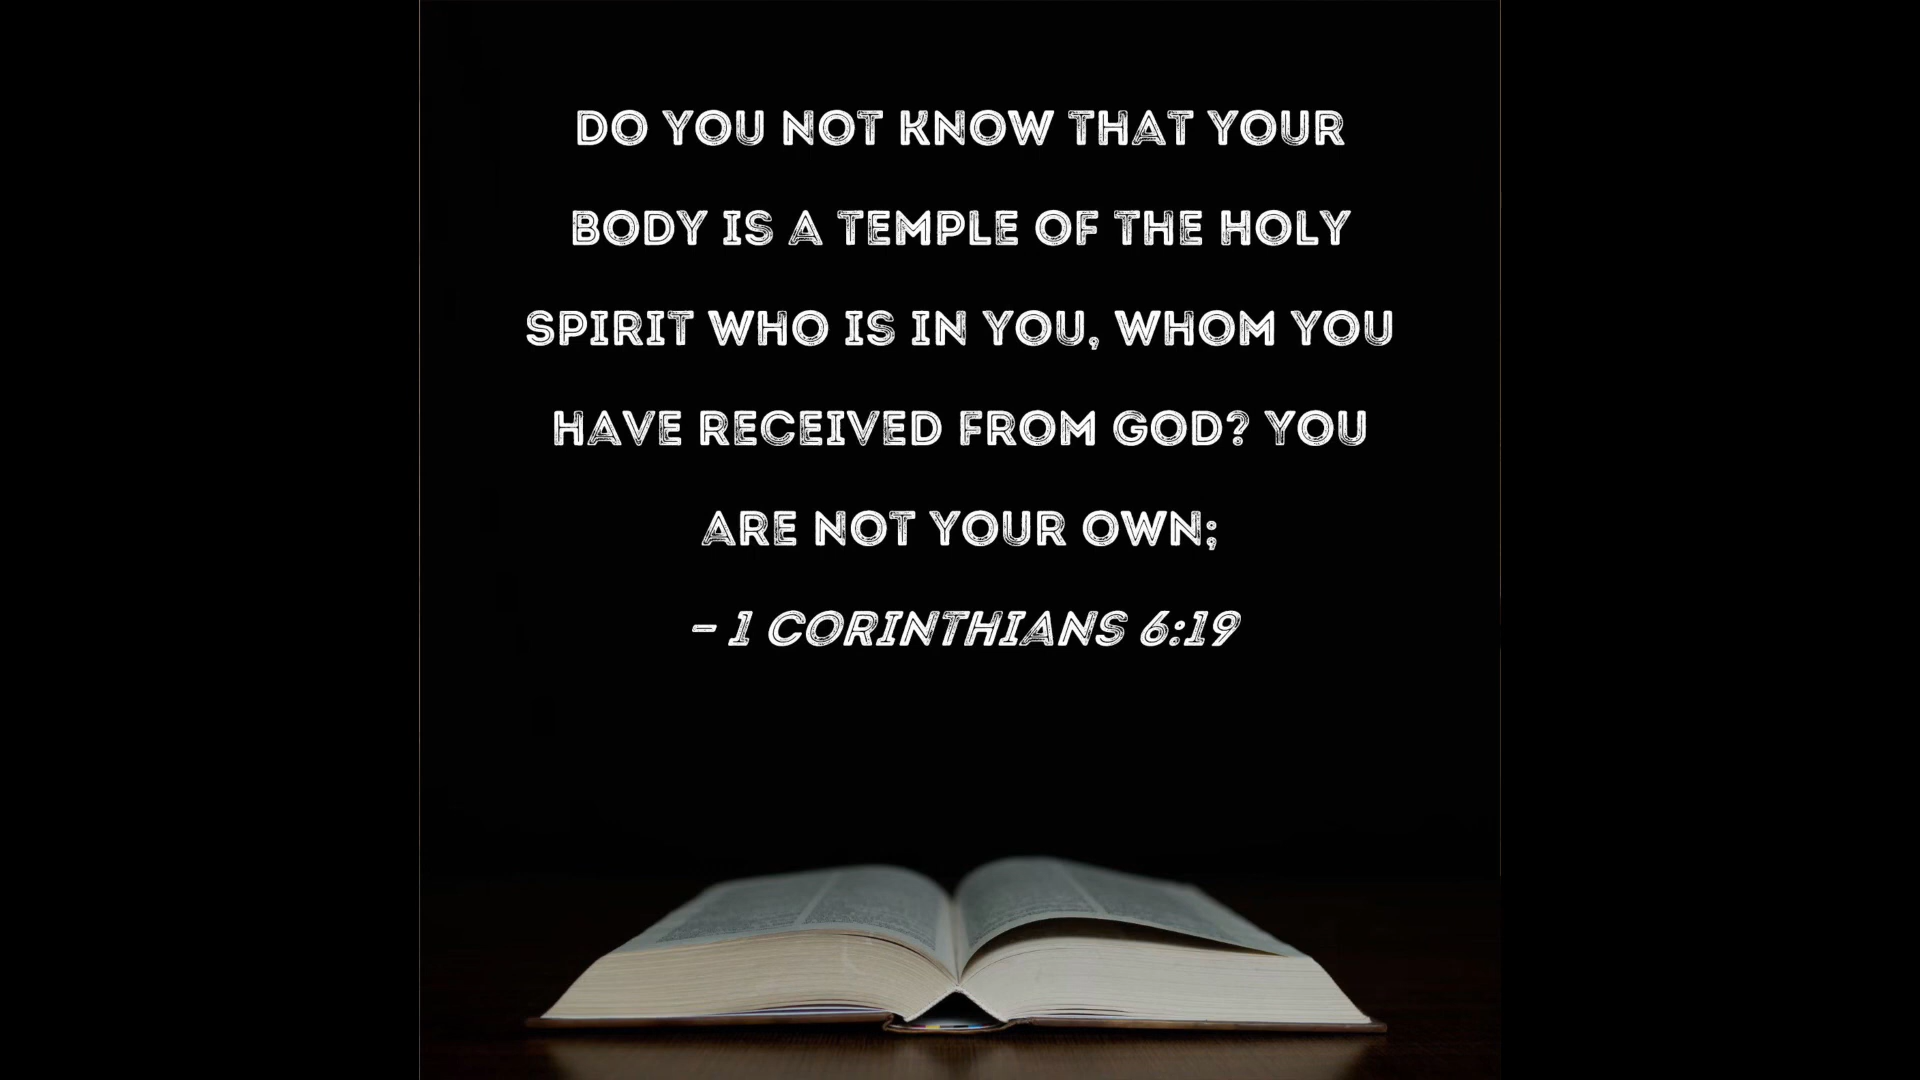 DO YOU NOT KNOW THAT YOUR
BODY IS A TEMPLE OF THE HOLY
SPIRIT WHO IS IN YOU, WHOM YOU
HAVE RECEIVED FROM GOD? YOU
ARE NOT YOUR OWN;
– 1 CORINTHIANS 6:19